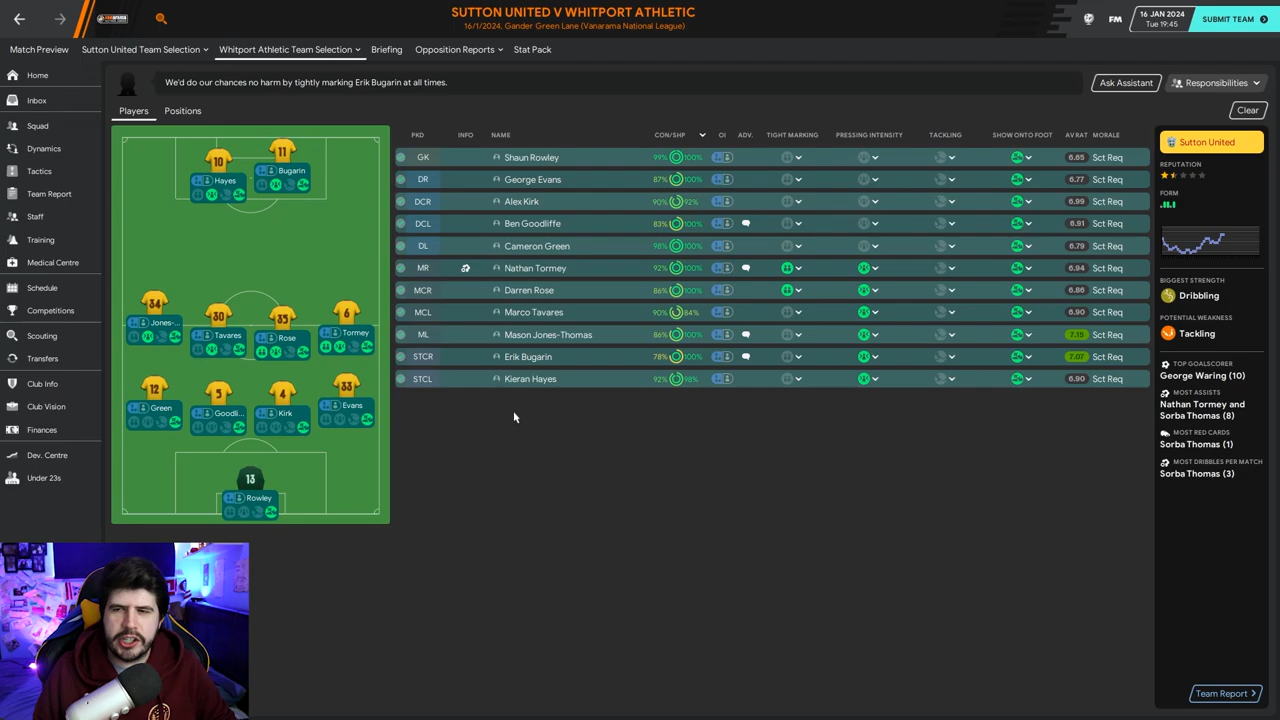 SUTTON UNITED V WHITPORT ATHLETIC
16/1/2024, Gander Green Lane (Vanarama National League)
FM
16 JAN 2024
Tue 19:45
SUBMIT TEAM
Match Preview
Sutton United Team Selection
Whitport Athletic Team Selection
Briefing
Opposition Reports
Stat Pack
Home
Inbox
Squad
Dynamics
Tactics
Team Report
Staff
Training
Medical Centre
Schedule
Competitions
Scouting
Transfers
Club Info
Club Vision
Finances
Dev. Centre
Under 23s
We'd do our chances no harm by tightly marking Erik Bugarin at all times.
Ask Assistant
Responsibilities
Players
Positions
Clear
10
Hayes
11
Bugarin
34
Jones-...
30
Tavares
35
Rose
6
Tormey
12
Green
5
Goodli...
4
Kirk
33
Evans
13
Rowley
PKD INFO NAME CON/SHP OI ADV. TIGHT MARKING PRESSING INTENSITY TACKLING SHOW ONTO FOOT AV RAT MORALE
GK Shaun Rowley 99% 100% 6.65 Sct Req
DR George Evans 87% 100% 6.77 Sct Req
DCR Alex Kirk 90% 92% 6.99 Sct Req
DCL Ben Goodliffe 83% 100% 6.91 Sct Req
DL Cameron Green 98% 100% 6.79 Sct Req
MR Nathan Tormey 92% 100% 6.94 Sct Req
MCR Darren Rose 86% 100% 6.86 Sct Req
MCL Marco Tavares 90% 84% 6.90 Sct Req
ML Mason Jones-Thomas 86% 100% 7.15 Sct Req
STCR Erik Bugarin 78% 100% 7.07 Sct Req
STCL Kieran Hayes 92% 98% 6.90 Sct Req
Sutton United
REPUTATION
FORM
BIGGEST STRENGTH
Dribbling
POTENTIAL WEAKNESS
Tackling
TOP GOALSCORER
George Waring (10)
MOST ASSISTS
Nathan Tormey and
Sorba Thomas (8)
MOST RED CARDS
Sorba Thomas (1)
MOST DRIBBLES PER MATCH
Sorba Thomas (3)
Team Report